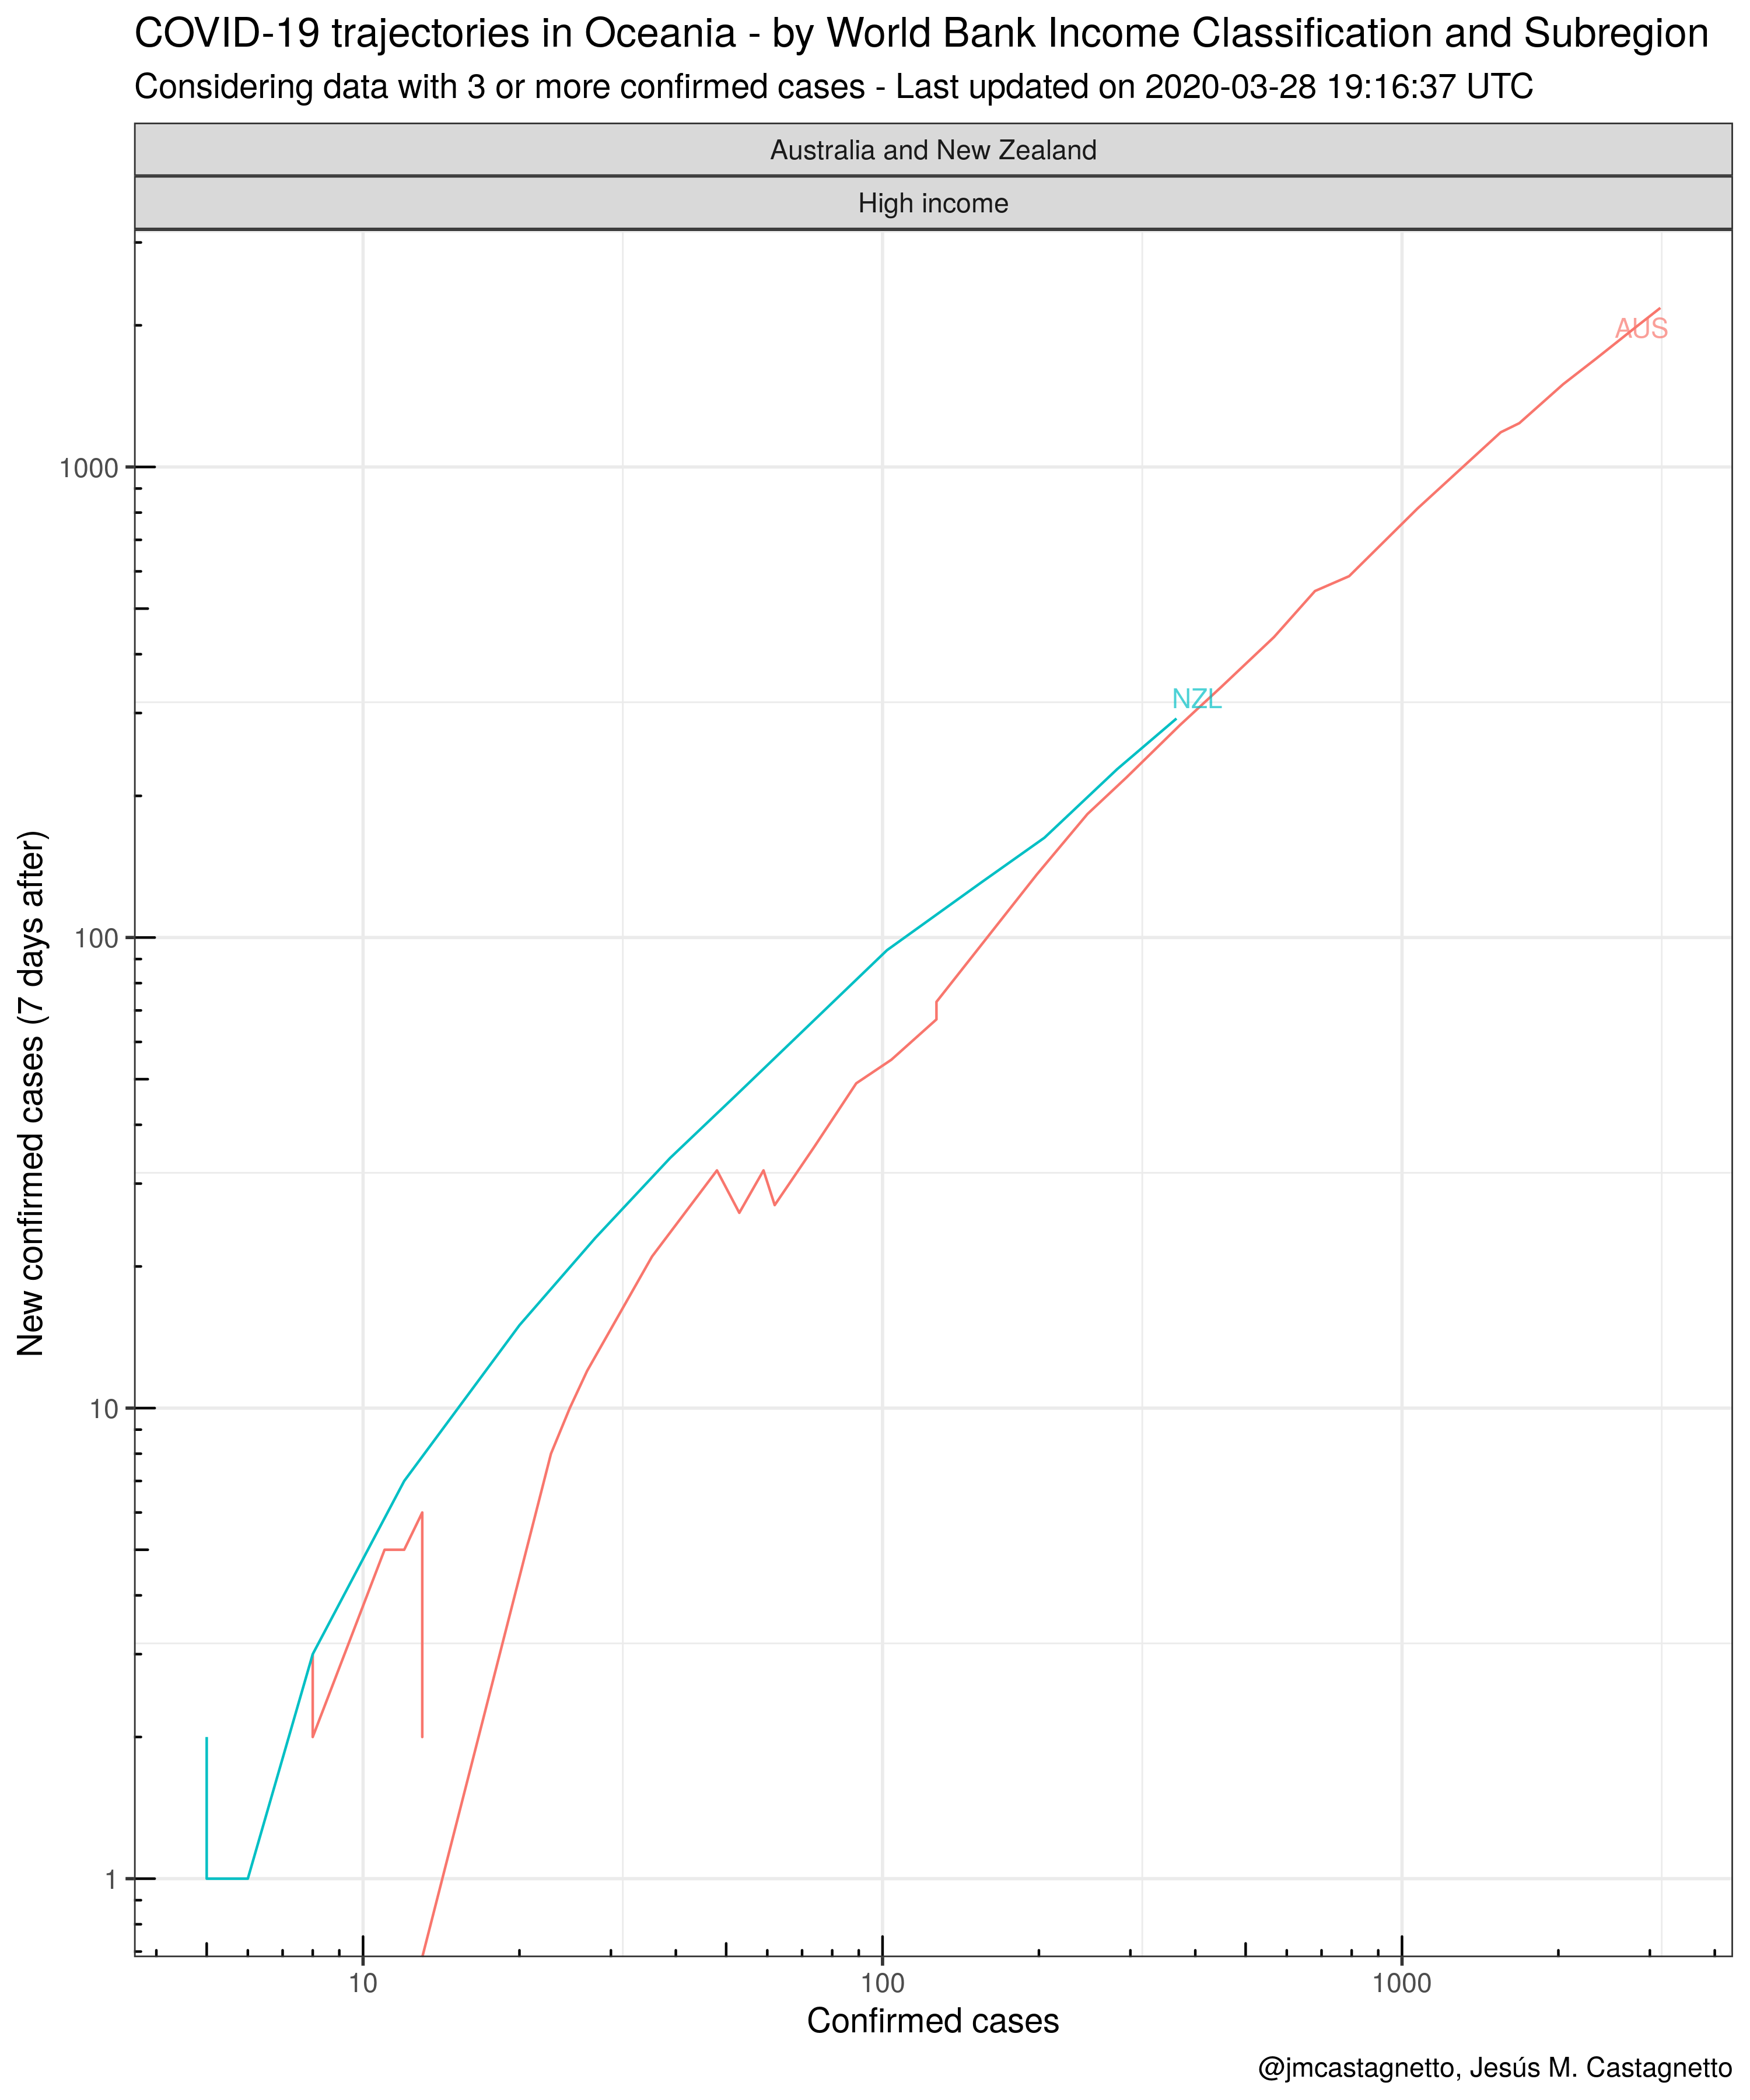 COVID-19 trajectories in Oceania - by World Bank Income Classification and Subregion
Considering data with 3 or more confirmed cases - Last updated on 2020-03-28 19:16:37 UTC
Australia and New Zealand
High income
AUS
1000
NZL
New confirmed cases (7 days after)
100
10
1
10 100 1000
Confirmed cases
@jmcastagnetto, Jesús M. Castagnetto